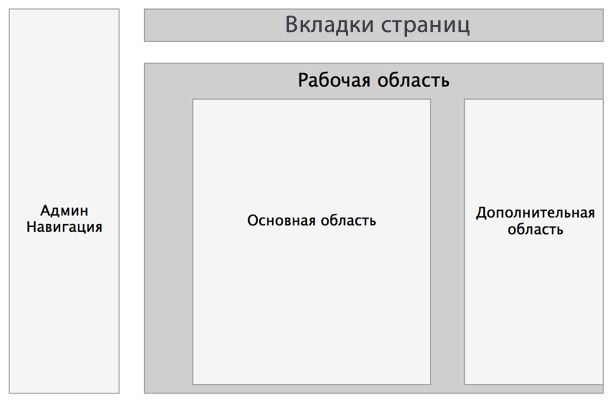 Вкладки страниц
Рабочая область
Админ
Навигация
Основная область
Дополнительная
область